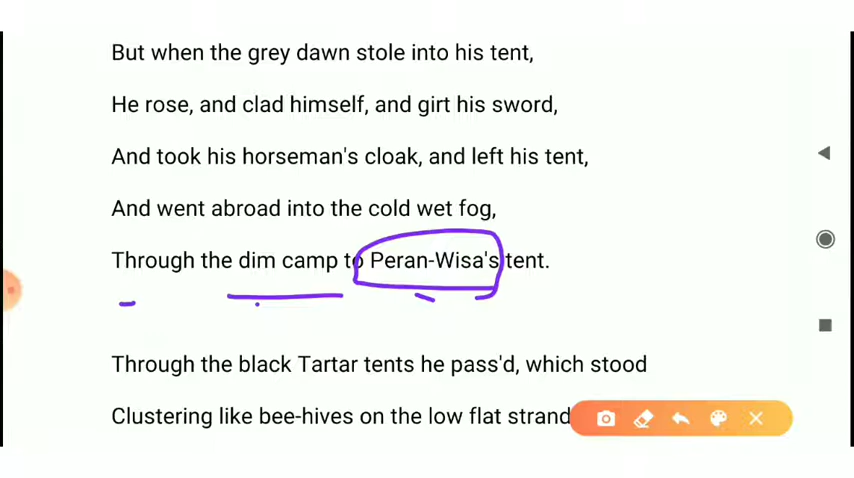 But when the grey dawn stole into his tent,
He rose, and clad himself, and girt his sword,
And took his horseman's cloak, and left his tent,
And went abroad into the cold wet fog,
Through the dim camp to Peran-Wisa's tent.
Through the black Tartar tents he pass'd, which stood
Clustering like bee-hives on the low flat strand